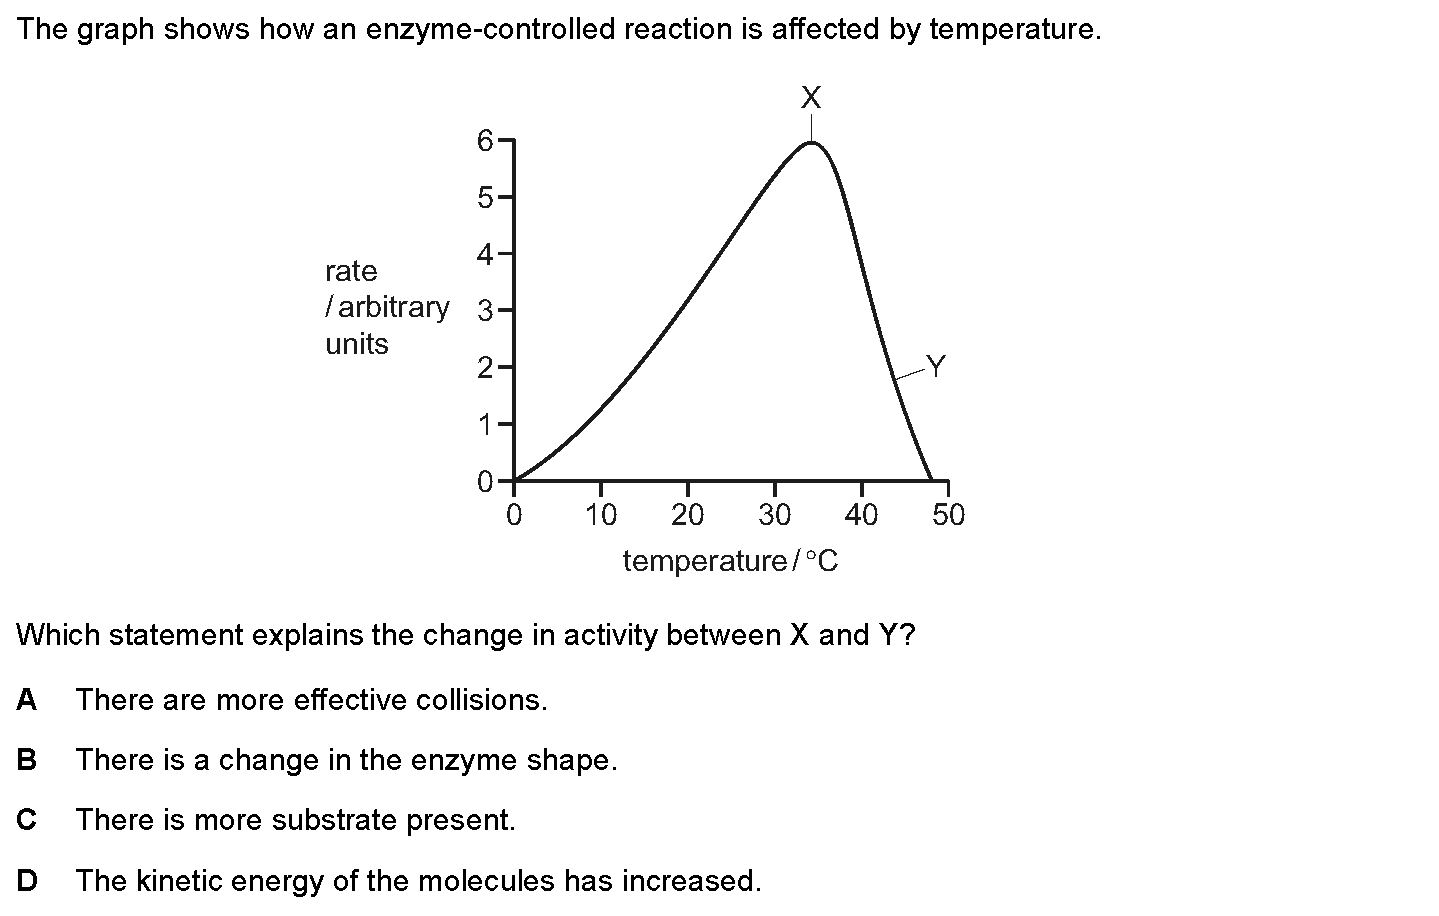 The graph shows how an enzyme-controlled reaction is affected by temperature.
X
6
5
4
3
2
1
0
rate
/ arbitrary
units
Y
0 10 20 30 40 50
temperature / °C
Which statement explains the change in activity between X and Y?
A There are more effective collisions.
B There is a change in the enzyme shape.
C There is more substrate present.
D The kinetic energy of the molecules has increased.